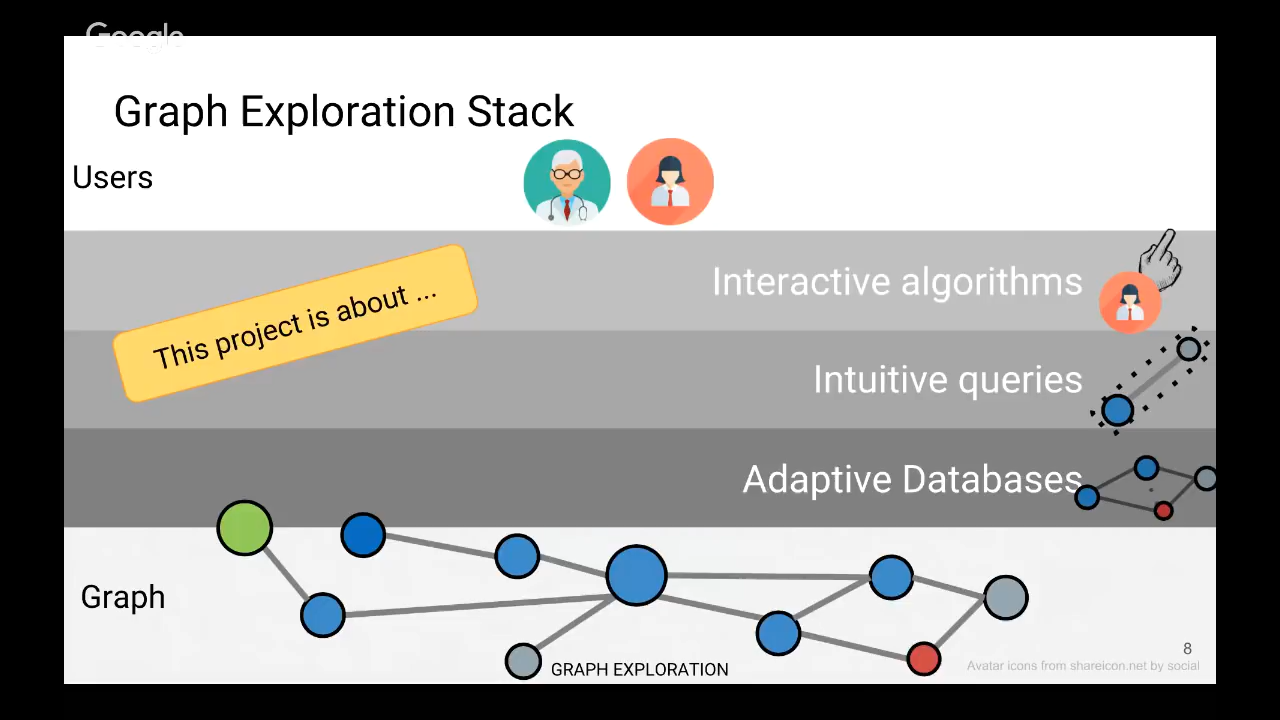 Google
Graph Exploration Stack
Users
This project is about ...
Interactive algorithms
Intuitive queries
Adaptive Databases
Graph
GRAPH EXPLORATION
8
Avatar icons from shareicon.net by social